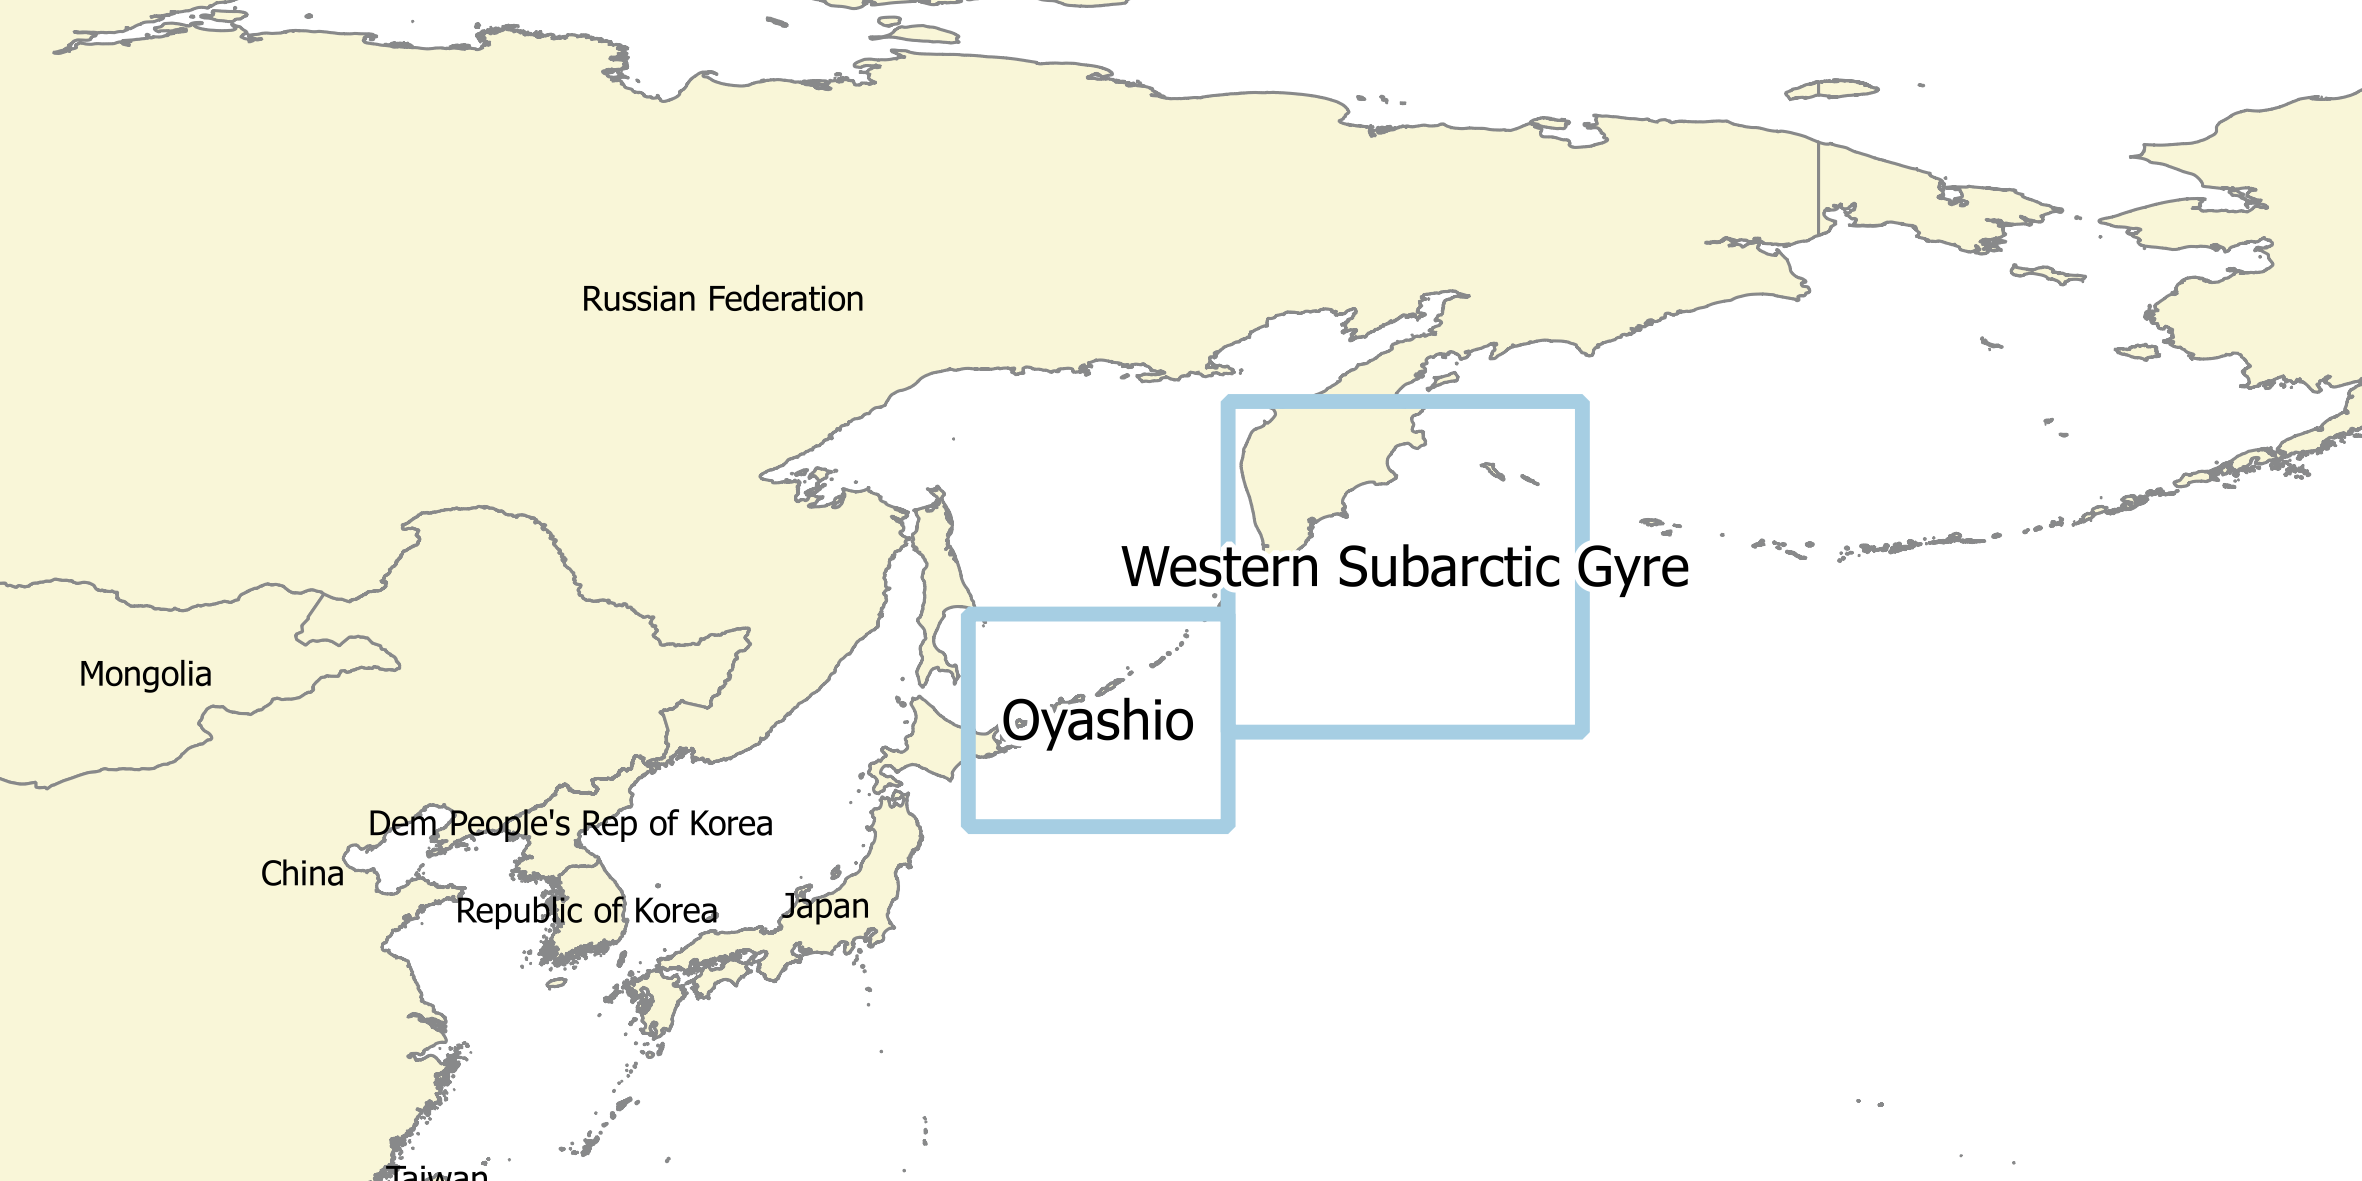 Russian Federation
Western Subarctic Gyre
Mongolia
Oyashio
Dem People's Rep of Korea
China
Republic of Korea
Japan
Taiwan